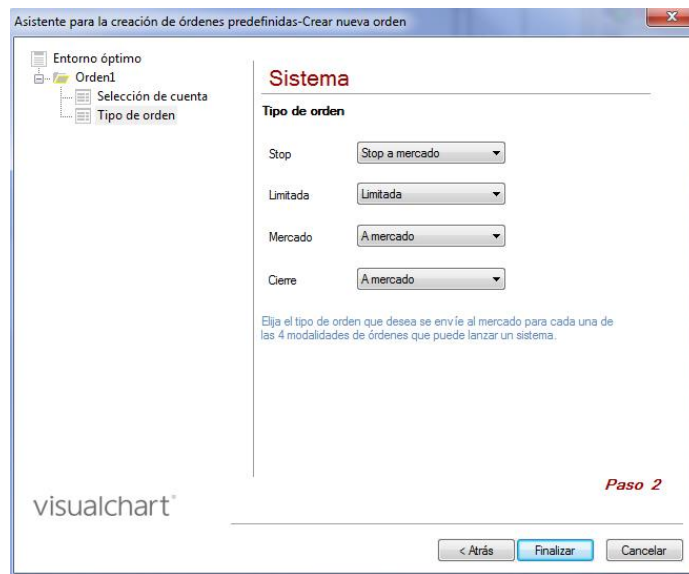 Asistente para la creación de órdenes predefinidas-Crear nueva orden
Entorno óptimo
Orden1
Selección de cuenta
Tipo de orden
Sistema
Tipo de orden
Stop
Stop a mercado
Limitada
Limitada
Mercado
A mercado
Cierre
A mercado
Elija el tipo de orden que desea se envíe al mercado para cada una de
las 4 modalidades de órdenes que puede lanzar un sistema.
Paso 2
visualchart
< Atrás
Finalizar
Cancelar